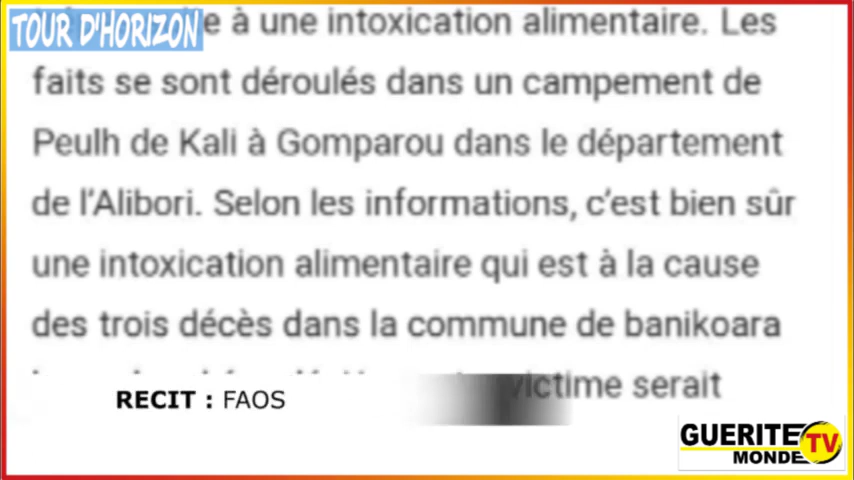 TOUR D'HORIZON
à une intoxication alimentaire. Les
faits se sont déroulés dans un campement de
Peulh de Kali à Gomparou dans le département
de l'Alibori. Selon les informations, c'est bien sûr
une intoxication alimentaire qui est à la cause
des trois décès dans la commune de banikoara
victime serait
RECIT : FAOS
GUERITE TV
MONDE